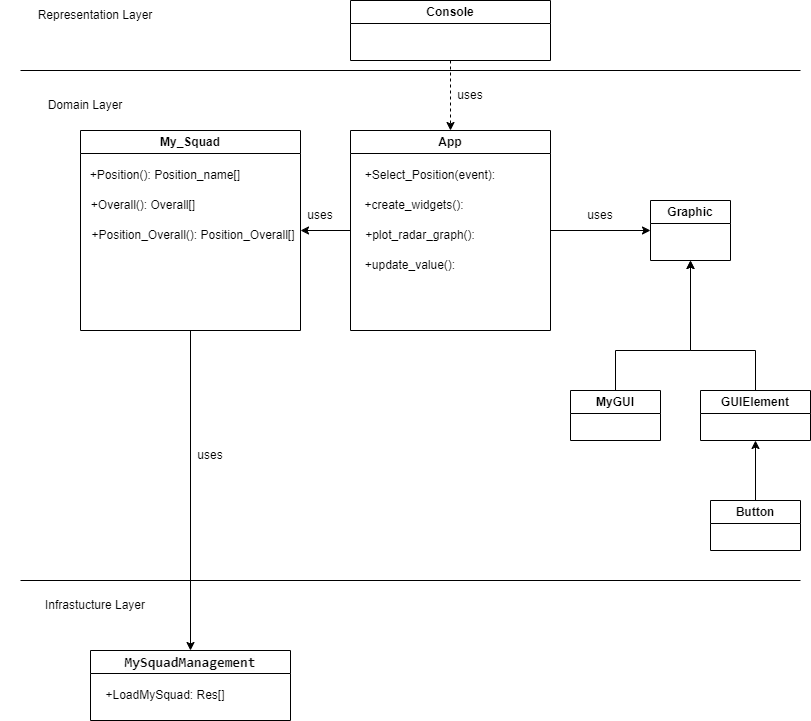 Representation Layer
Console
uses
Domain Layer
My_Squad
+Position(): Position_name[]
+Overall(): Overall[]
+Position_Overall(): Position_Overall[]
uses
App
+Select_Position(event):
+create_widgets():
+plot_radar_graph():
+update_value():
uses
Graphic
MyGUI
GUIElement
Button
uses
Infrastucture Layer
MySquadManagement
+LoadMySquad: Res[]